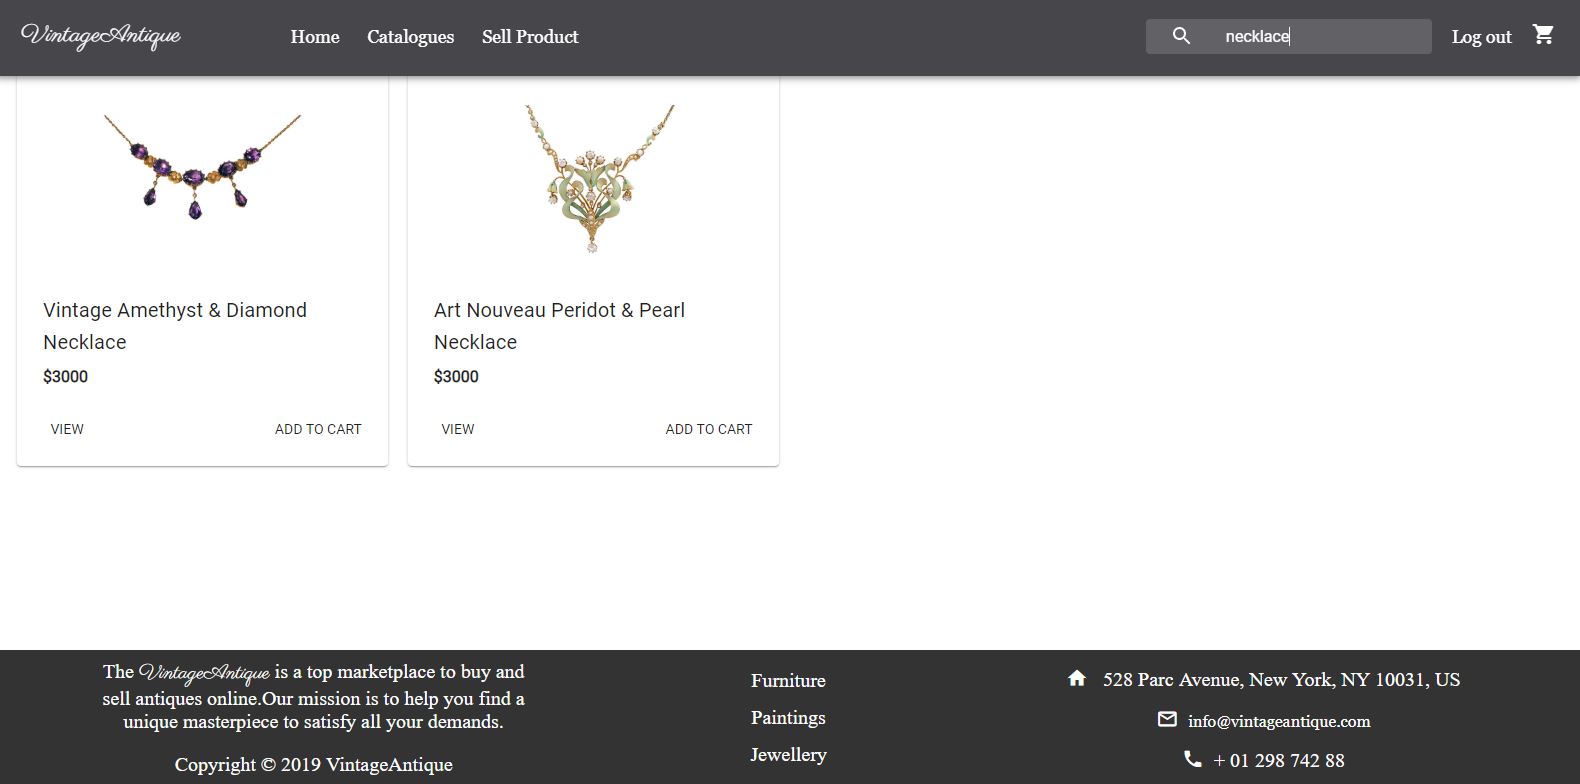 VintageAntique
Home Catalogues Sell Product
necklace
Log out
Vintage Amethyst & Diamond
Necklace
$3000
VIEW ADD TO CART
Art Nouveau Peridot & Pearl
Necklace
$3000
VIEW ADD TO CART
The VintageAntique is a top marketplace to buy and
sell antiques online.Our mission is to help you find a
unique masterpiece to satisfy all your demands.
Copyright © 2019 VintageAntique
Furniture
Paintings
Jewellery
528 Parc Avenue, New York, NY 10031, US
info@vintageantique.com
+ 01 298 742 88